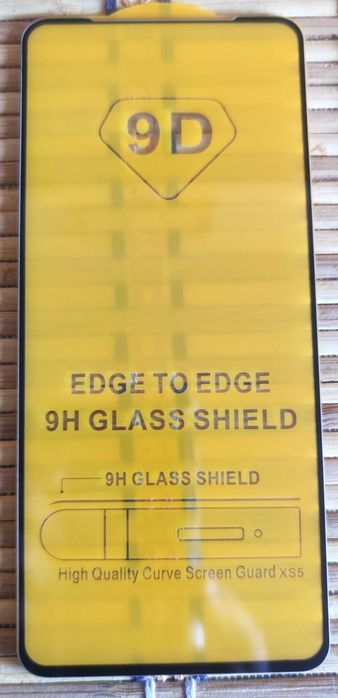 9D
EDGE TO EDGE
9H GLASS SHIELD
9H GLASS SHIELD
High Quality Curve Screen Guard XS5